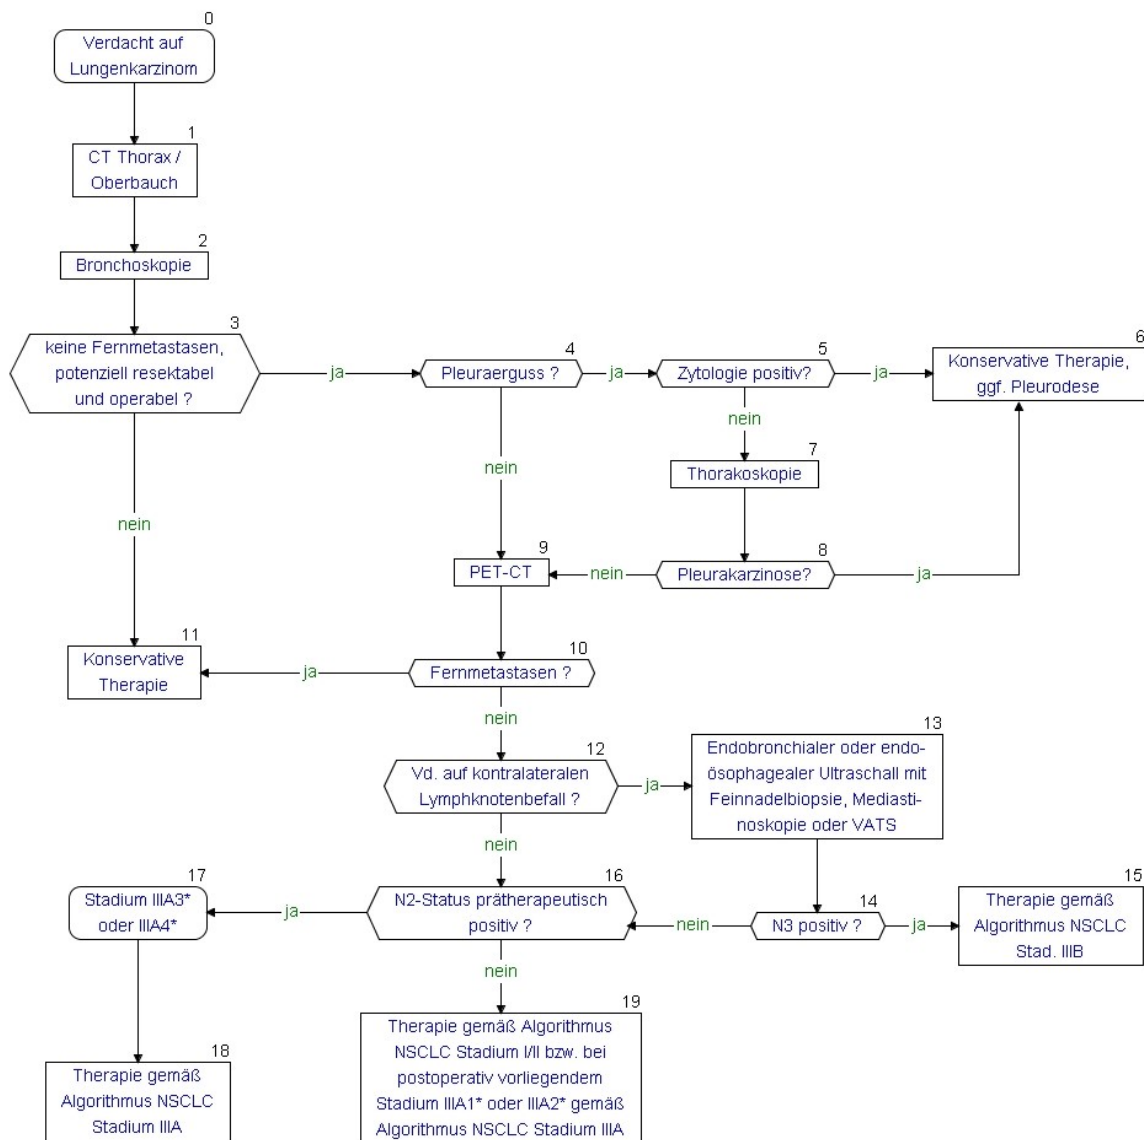 0
Verdacht auf
Lungenkarzinom
1
CT Thorax /
Oberbauch
2
Bronchoskopie
3
keine Fernmetastasen,
potenziell resektabel
und operabel ?
ja
4
Pleuraerguss ?
ja
5
Zytologie positiv?
ja
6
Konservative Therapie,
ggf. Pleurodese
nein
7
Thorakoskopie
nein
nein
9
PET-CT
nein
8
Pleurakarzinose?
ja
11
Konservative
Therapie
ja
10
Fernmetastasen ?
nein
12
Vd. auf kontralateralen
Lymphknotenbefall ?
ja
13
Endobronchialer oder endo-
ösophagealer Ultraschall mit
Feinnadelbiopsie, Mediasti-
noskopie oder VATS
nein
17
Stadium IIIA3*
oder IIIA4*
ja
16
N2-Status prätherapeutisch
positiv ?
nein
14
N3 positiv ?
ja
15
Therapie gemäß
Algorithmus NSCLC
Stad. IIIB
nein
18
Therapie gemäß
Algorithmus NSCLC
Stadium IIIA
19
Therapie gemäß Algorithmus
NSCLC Stadium I/II bzw. bei
postoperativ vorliegendem
Stadium IIIA1* oder IIIA2* gemäß
Algorithmus NSCLC Stadium IIIA